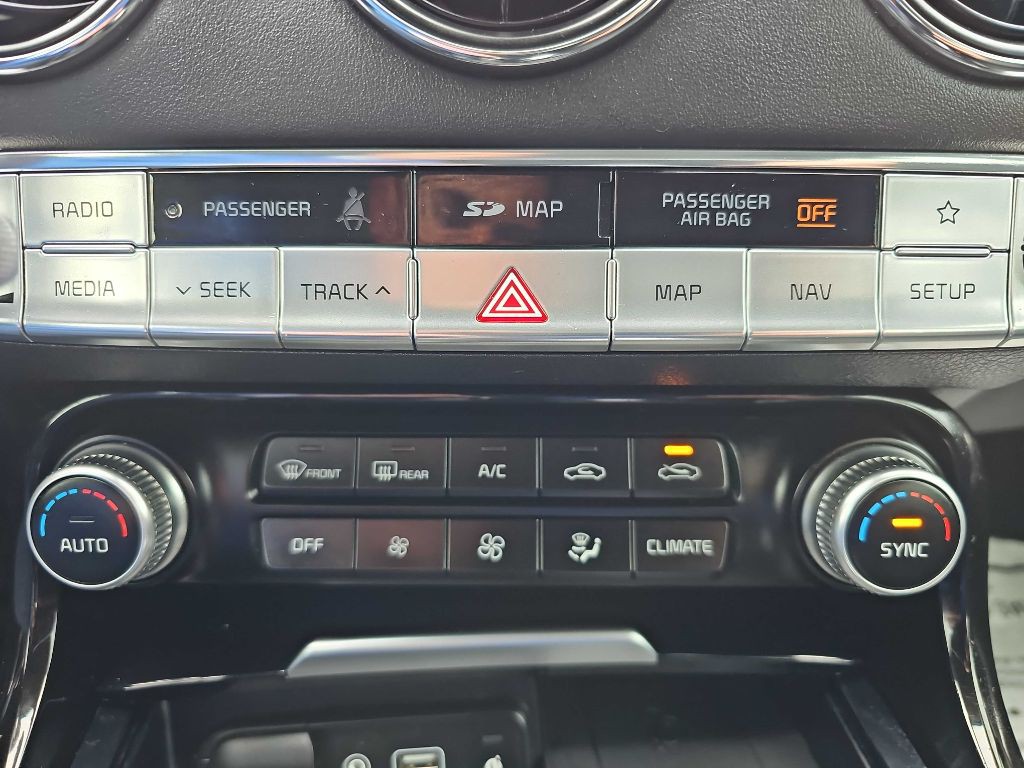 RADIO
PASSENGER
SD MAP
PASSENGER
AIR BAG
OFF
MEDIA
SEEK
TRACK
MAP
NAV
SETUP
FRONT
REAR
A/C
AUTO
OFF
CLIMATE
SYNC